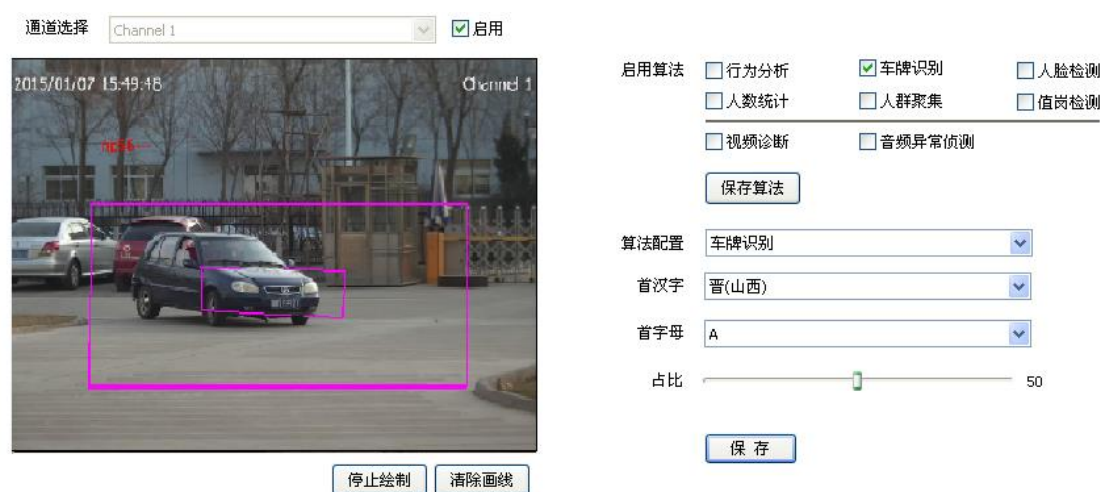 通道选择 Channel 1 启用
2015/01/07 15:49:48 Channel 1
启用算法 行为分析 车牌识别 人脸检测
人数统计 人群聚集 值岗检测
视频诊断 音频异常侦测
保存算法
算法配置 车牌识别
首汉字 晋(山西)
首字母 A
占比 50
保存
停止绘制 清除画线